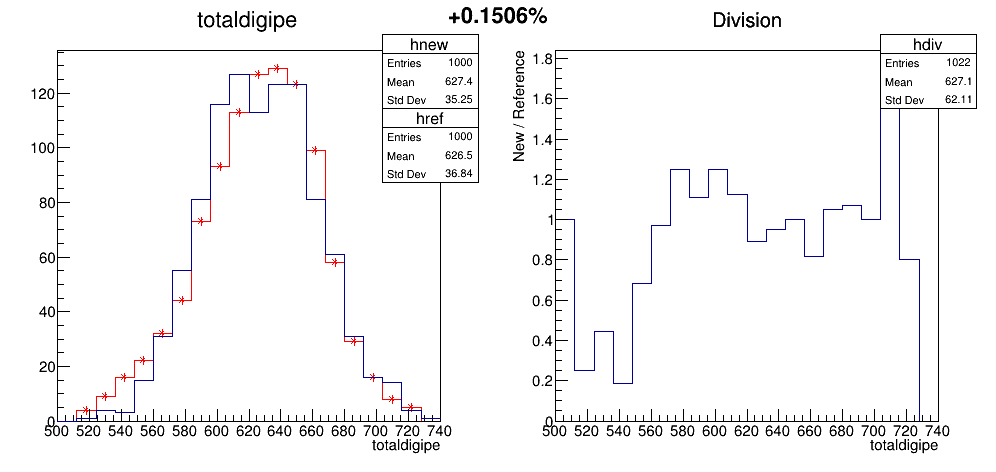 +0.1506%
totaldigipe
hnew
Entries 1000
Mean 627.4
Std Dev 35.25
href
Entries 1000
Mean 626.5
Std Dev 36.84
120
100
80
60
40
20
0
500 520 540 560 580 600 620 640 660 680 700 720 740
totaldigipe
Division
hdiv
Entries 1022
Mean 627.1
Std Dev 62.11
New / Reference
1.8
1.6
1.4
1.2
1
0.8
0.6
0.4
0.2
0
500 520 540 560 580 600 620 640 660 680 700 720 740
totaldigipe